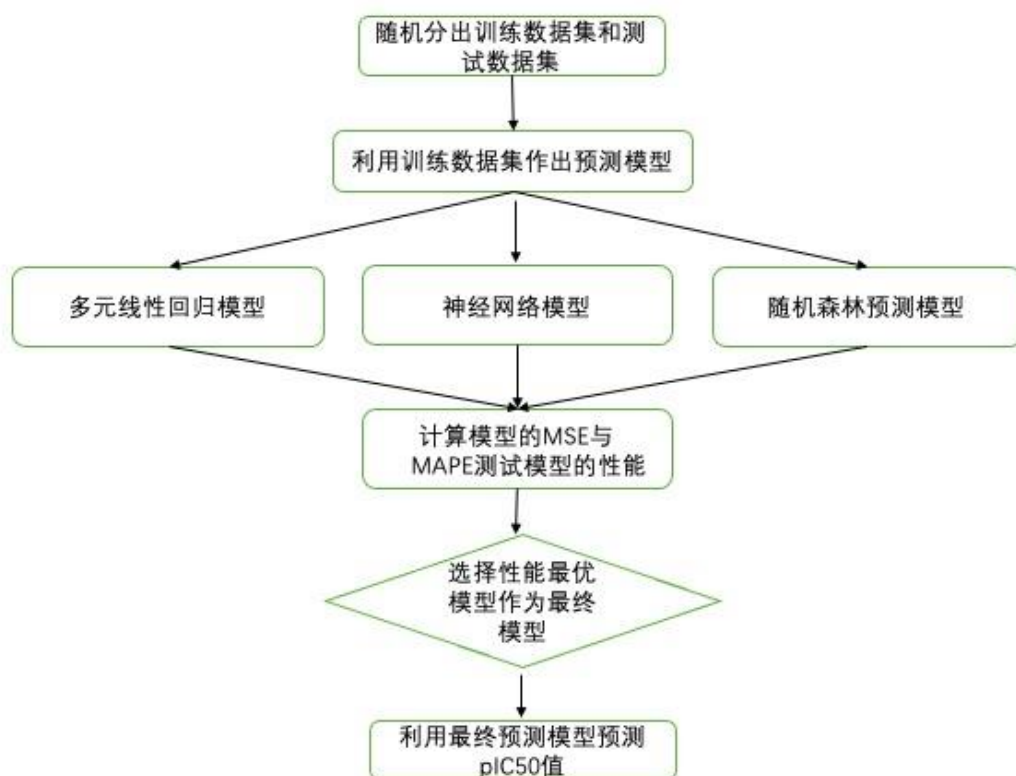 随机分出训练数据集和测
试数据集
利用训练数据集作出预测模型
多元线性回归模型
神经网络模型
随机森林预测模型
计算模型的MSE与
MAPE测试模型的性能
选择性能最优
模型作为最终
模型
利用最终预测模型预测
pIC50值